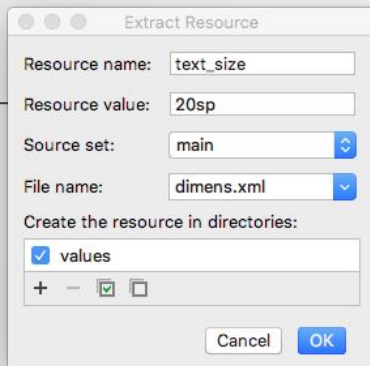 Extract Resource
Resource name: text_size
Resource value: 20sp
Source set: main
File name: dimens.xml
Create the resource in directories:
values
Cancel OK